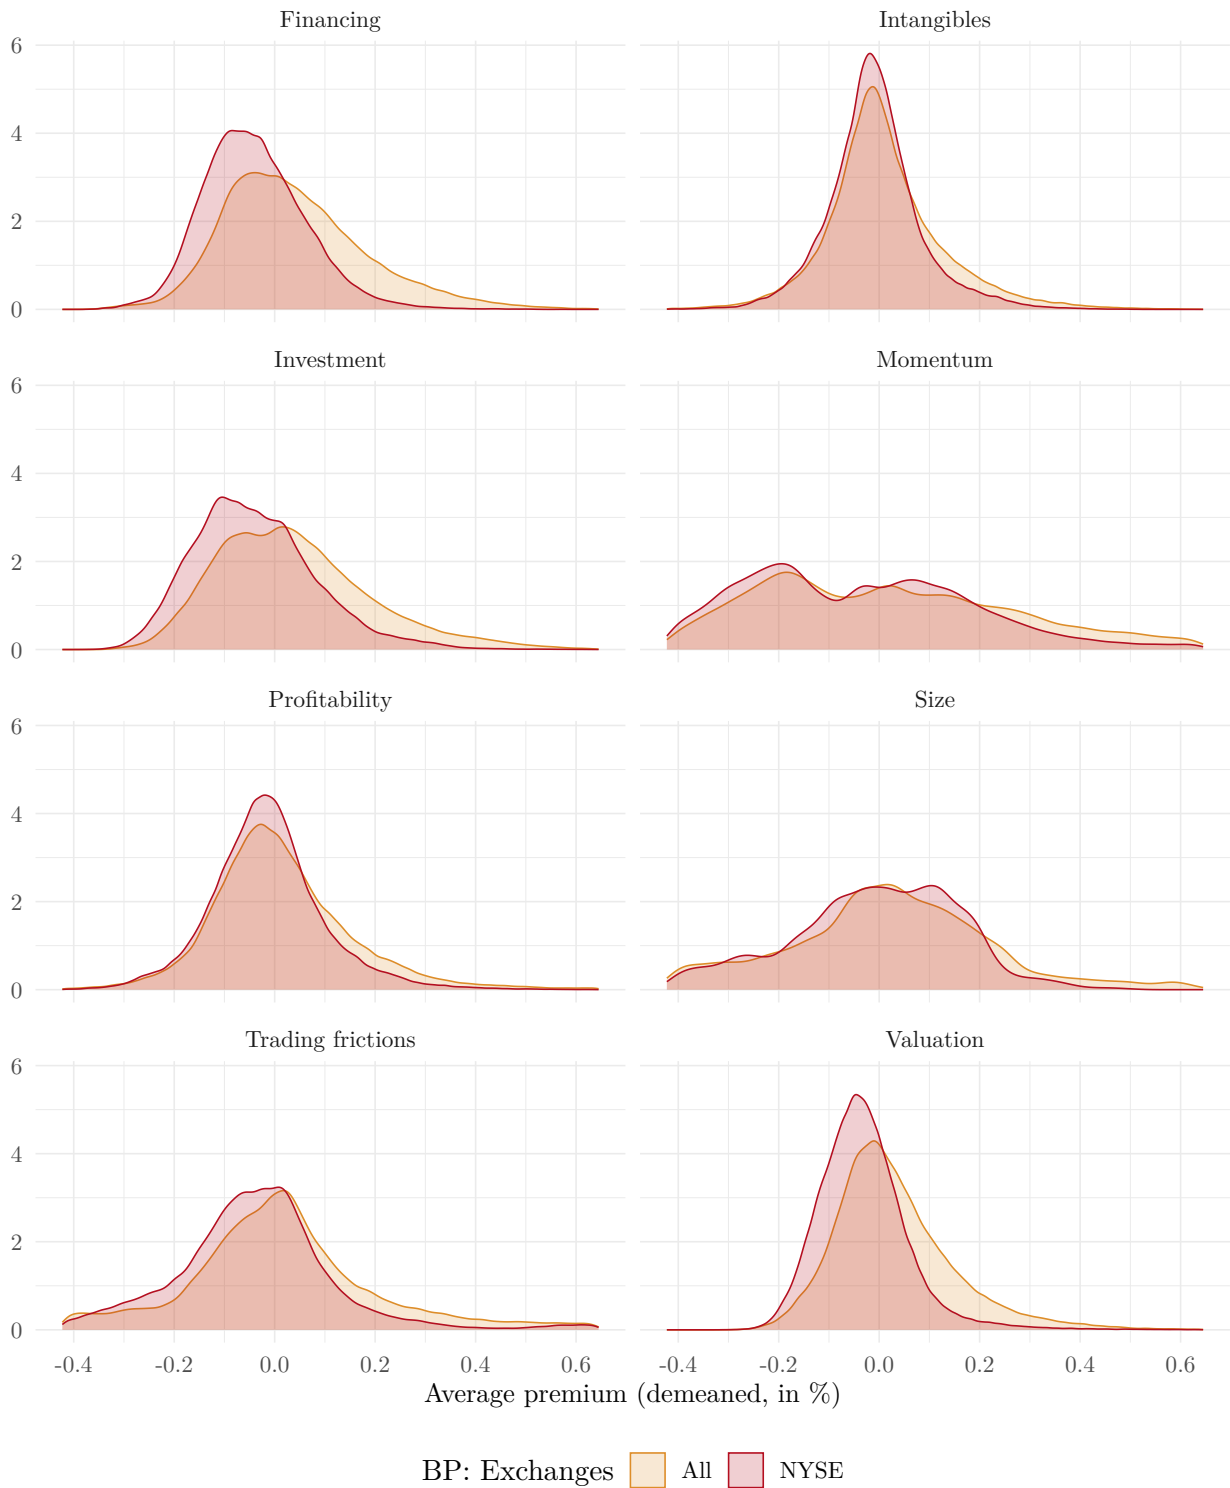 Financing Intangibles
6
4
2
0
Investment Momentum
6
4
2
0
Profitability Size
6
4
2
0
Trading frictions Valuation
6
4
2
0
-0.4 -0.2 0.0 0.2 0.4 0.6 -0.4 -0.2 0.0 0.2 0.4 0.6
Average premium (demeaned, in %)
BP: Exchanges All NYSE